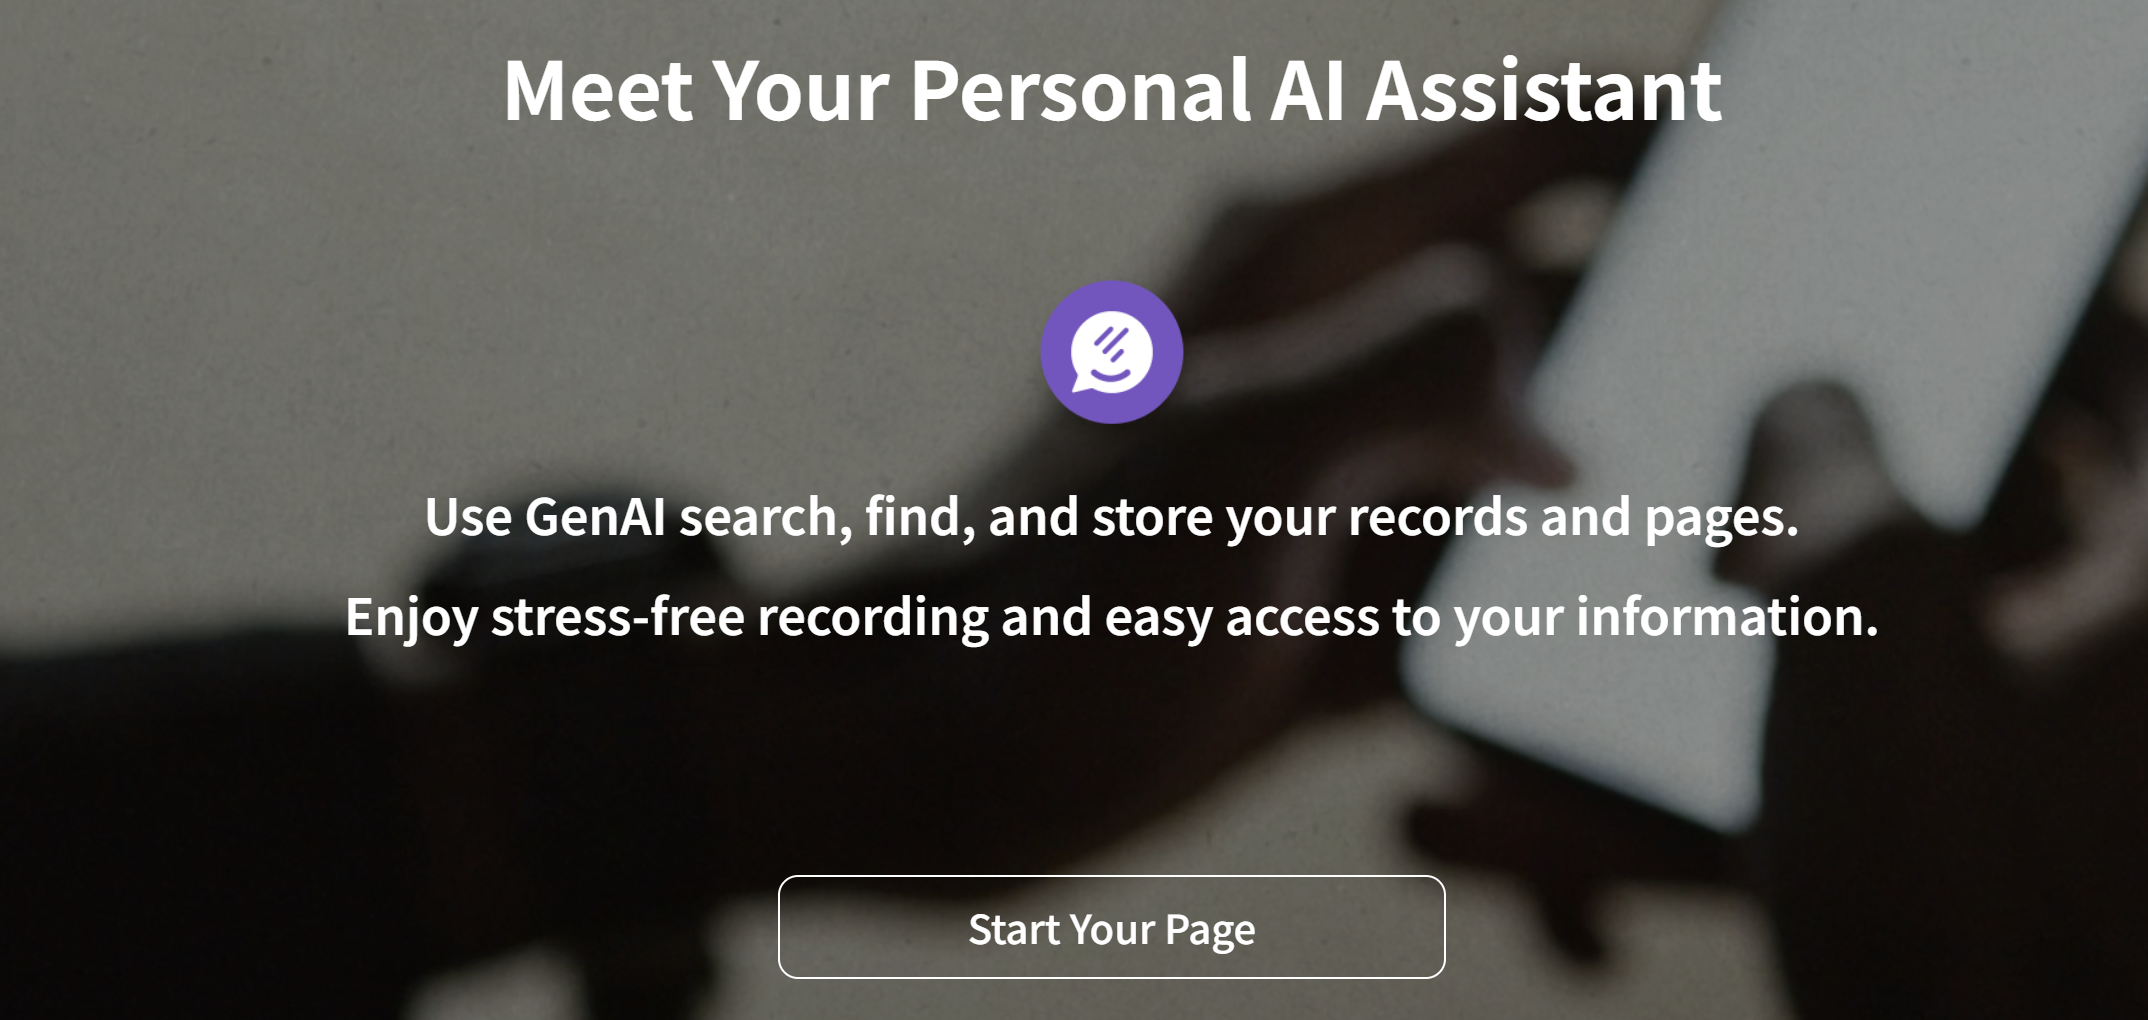 Meet Your Personal AI Assistant
Use GenAI search, find, and store your records and pages.
Enjoy stress-free recording and easy access to your information.
Start Your Page